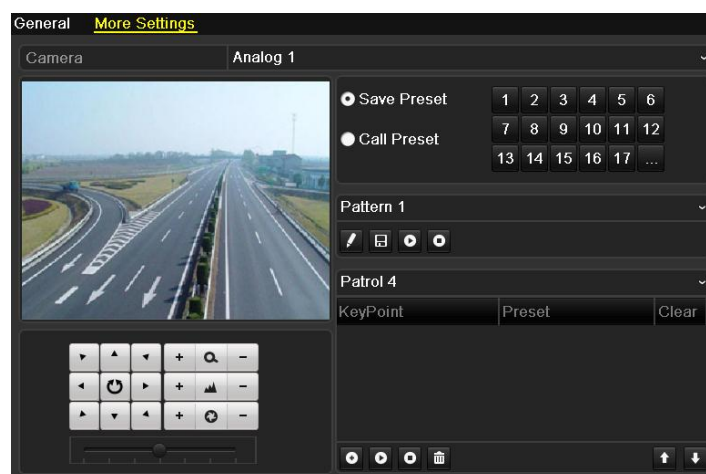 General More Settings
Camera Analog 1
Save Preset 1 2 3 4 5 6
Call Preset 7 8 9 10 11 12
13 14 15 16 17 ...
Pattern 1
Patrol 4
KeyPoint Preset Clear